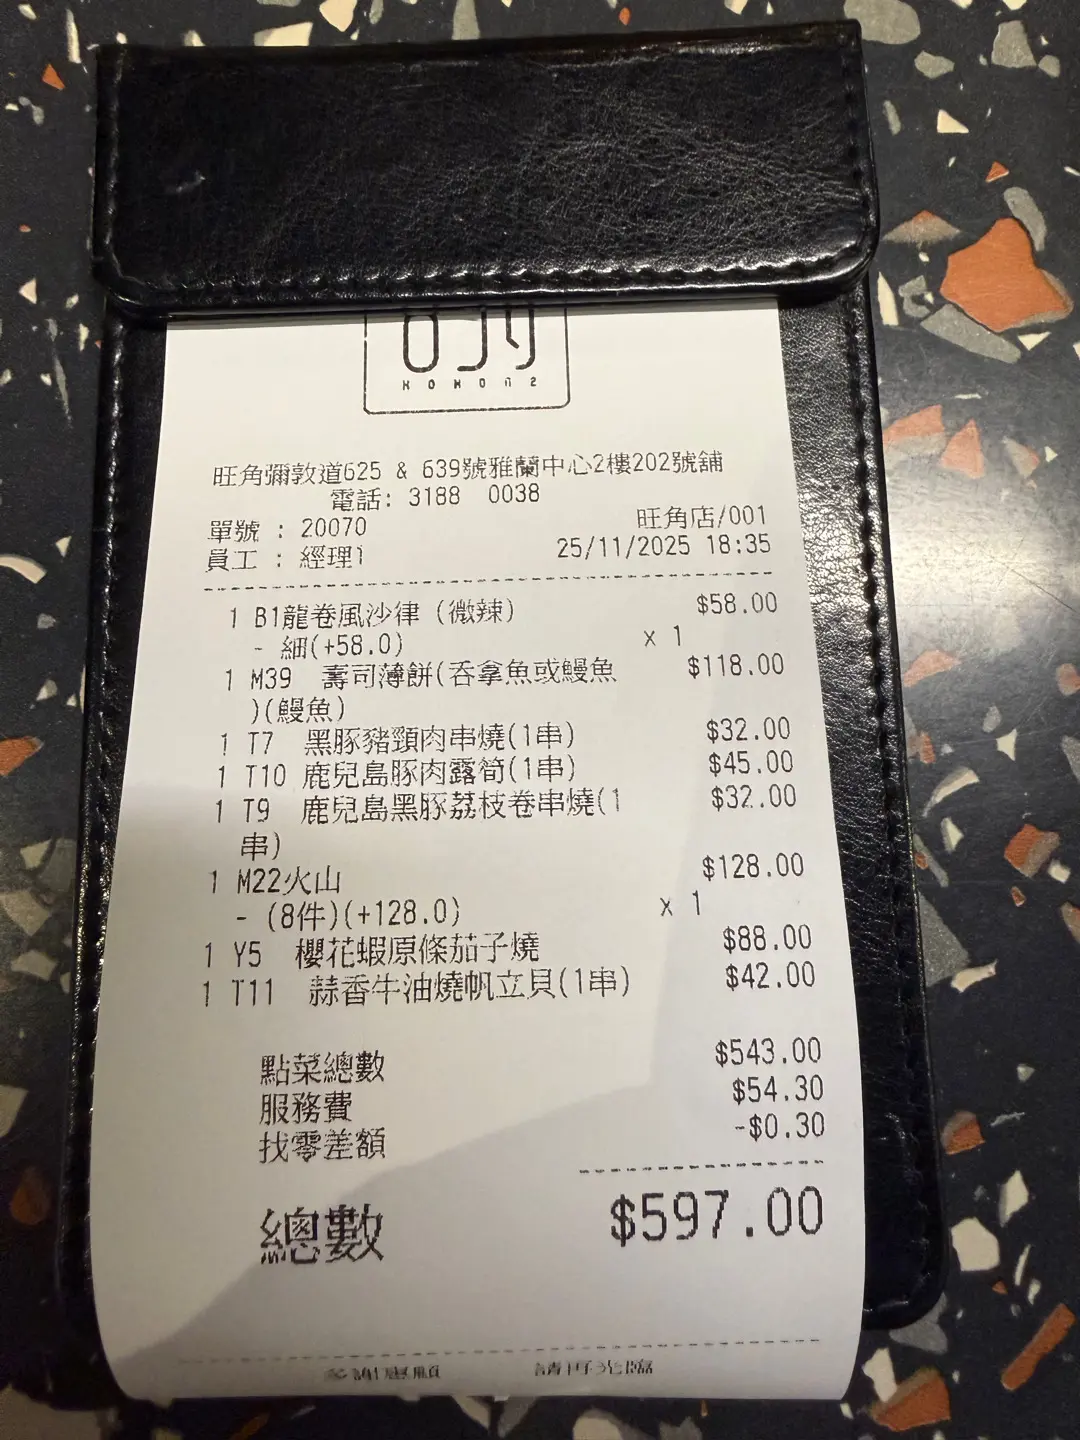 KOMON2
旺角彌敦道625 & 639號雅蘭中心2樓202號舖
電話: 3188 0038
單號 : 20070 旺角店/001
員工 : 經理1 25/11/2025 18:35
1 B1龍卷風沙律 (微辣) $58.00
- 細(+58.0) x 1
1 M39 壽司薄餅(吞拿魚或鰻魚 $118.00
)(鰻魚)
1 T7 黑豚豬頸肉串燒(1串) $32.00
1 T10 鹿兒島豚肉露筍(1串) $45.00
1 T9 鹿兒島黑豚荔枝卷串燒(1 $32.00
串)
1 M22火山 $128.00
- (8件)(+128.0) x 1
1 Y5 櫻花蝦原條茄子燒 $88.00
1 T11 蒜香牛油燒帆立貝(1串) $42.00
點菜總數 $543.00
服務費 $54.30
找零差額 -$0.30
總數 $597.00
多謝惠顧 請再光臨